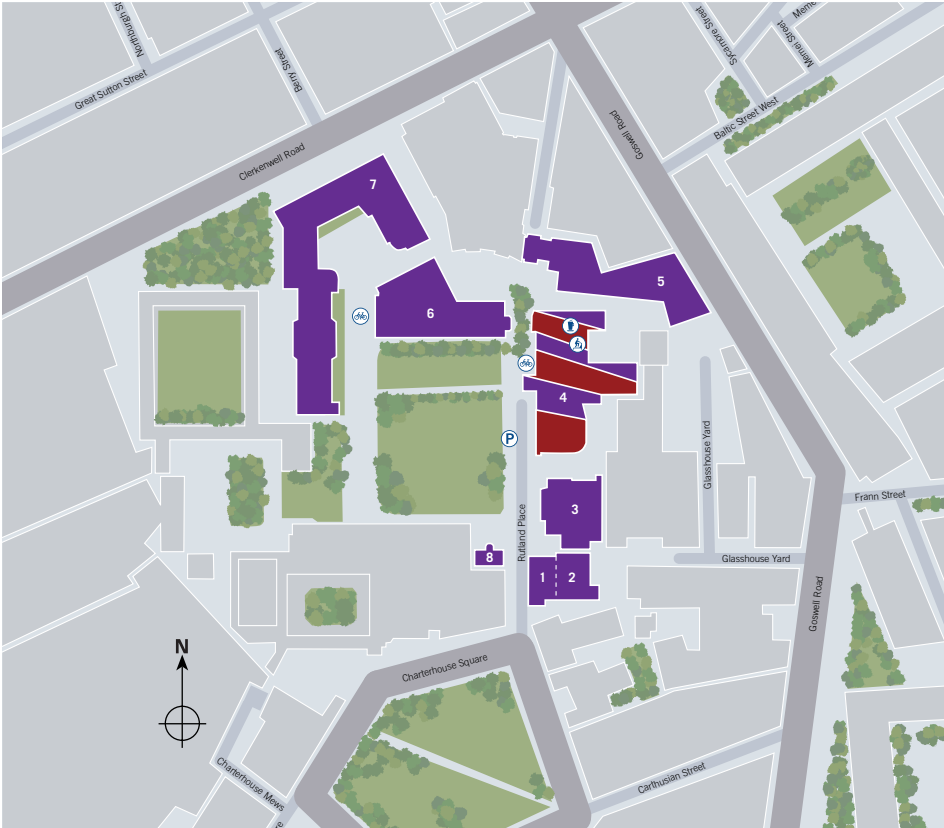 Northburgh St
Great Sutton Street
Berry Street
Clerkenwell Road
Goswell Road
Sycamore Street
Memel Street
Baltic Street West
7
5
6
4
P
Glasshouse Yard
Frann Street
3
Rutland Place
8
1
2
Glasshouse Yard
Goswell Road
N
Charterhouse Square
Charterhouse Mews
Carthusian Street